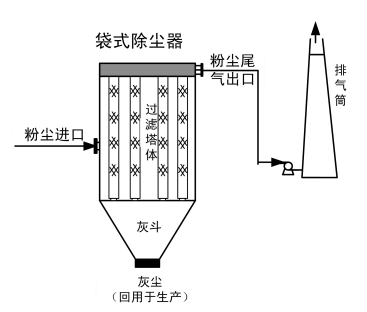 袋式除尘器
粉尘尾
气出口
排气筒
过滤塔体
粉尘进口
灰斗
灰尘
（回用于生产）